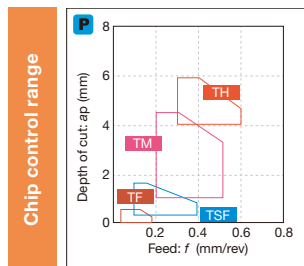 Chip control range
P
Depth of cut: ap (mm)
8
6
4
2
0
TH
TM
TF
TSF
0.2 0.4 0.6 0.8
Feed: f (mm/rev)